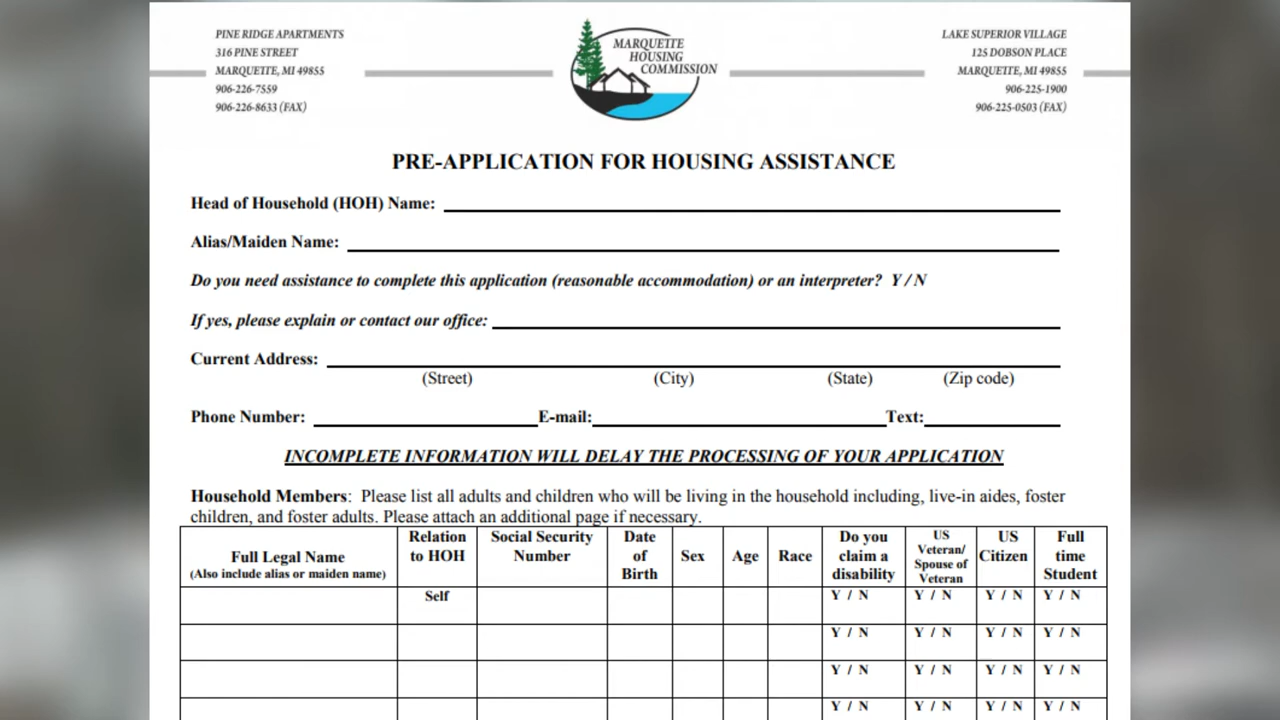 PINE RIDGE APARTMENTS
316 PINE STREET
MARQUETTE, MI 49855
906-226-7559
906-226-8633 (FAX)
MARQUETTE
HOUSING
COMMISSION
LAKE SUPERIOR VILLAGE
125 DOBSON PLACE
MARQUETTE, MI 49855
906-225-1900
906-225-0503 (FAX)
PRE-APPLICATION FOR HOUSING ASSISTANCE
Head of Household (HOH) Name:
Alias/Maiden Name:
Do you need assistance to complete this application (reasonable accommodation) or an interpreter? Y / N
If yes, please explain or contact our office:
Current Address:
(Street) (City) (State) (Zip code)
Phone Number: E-mail: Text:
INCOMPLETE INFORMATION WILL DELAY THE PROCESSING OF YOUR APPLICATION
Household Members: Please list all adults and children who will be living in the household including, live-in aides, foster
children, and foster adults. Please attach an additional page if necessary.
Full Legal Name
(Also include alias or maiden name)
Relation
to HOH
Social Security
Number
Date
of
Birth
Sex
Age
Race
Do you
claim a
disability
US
Veteran/
Spouse of
Veteran
US
Citizen
Full
time
Student
Self Y / N Y / N Y / N Y / N
Y / N Y / N Y / N Y / N
Y / N Y / N Y / N Y / N
Y / N Y / N Y / N Y / N